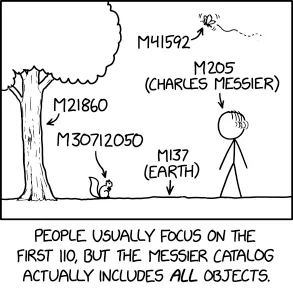 M41592
M205
(CHARLES MESSIER)
M21860
M30712050
M137
(EARTH)
PEOPLE USUALLY FOCUS ON THE
FIRST 110, BUT THE MESSIER CATALOG
ACTUALLY INCLUDES ALL OBJECTS.